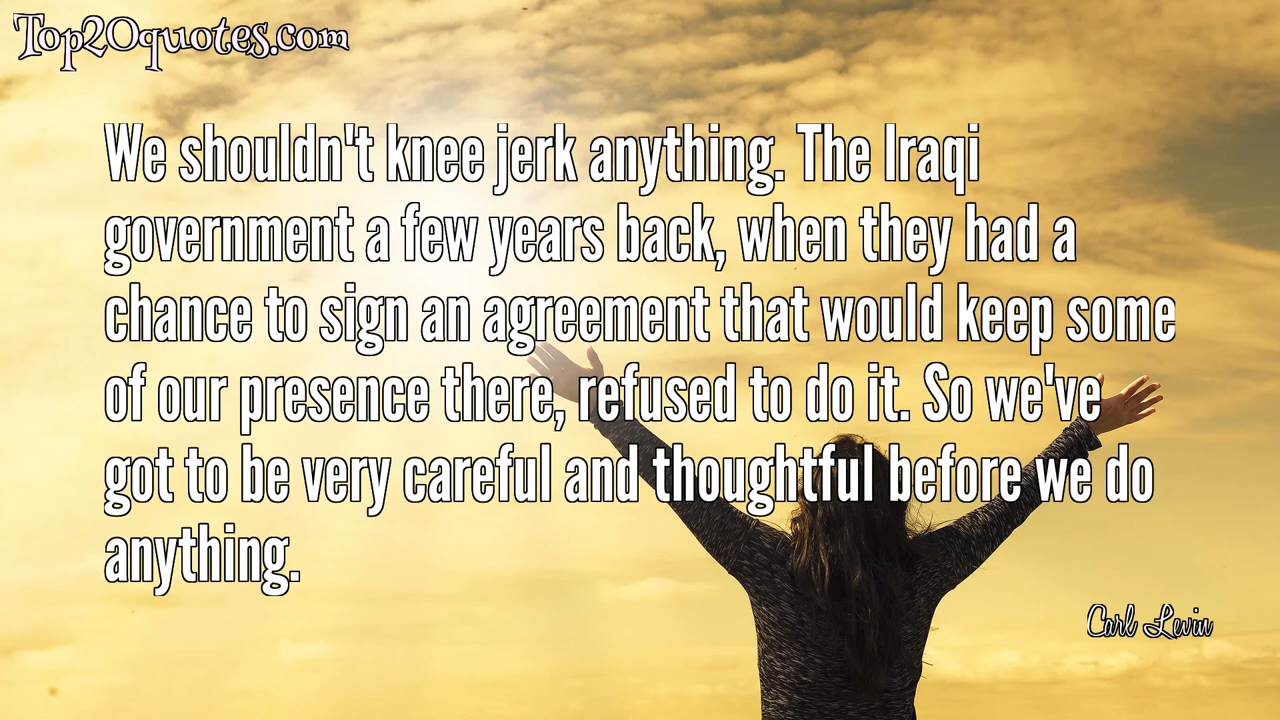 Top20quotes.com
We shouldn't knee jerk anything. The Iraqi
government a few years back, when they had a
chance to sign an agreement that would keep some
of our presence there, refused to do it. So we've
got to be very careful and thoughtful before we do
anything.
Carl Levin